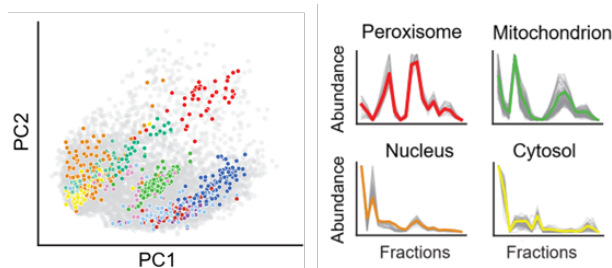 PC2
PC1
Peroxisome
Mitochondrion
Abundance
Nucleus
Cytosol
Abundance
Fractions
Fractions